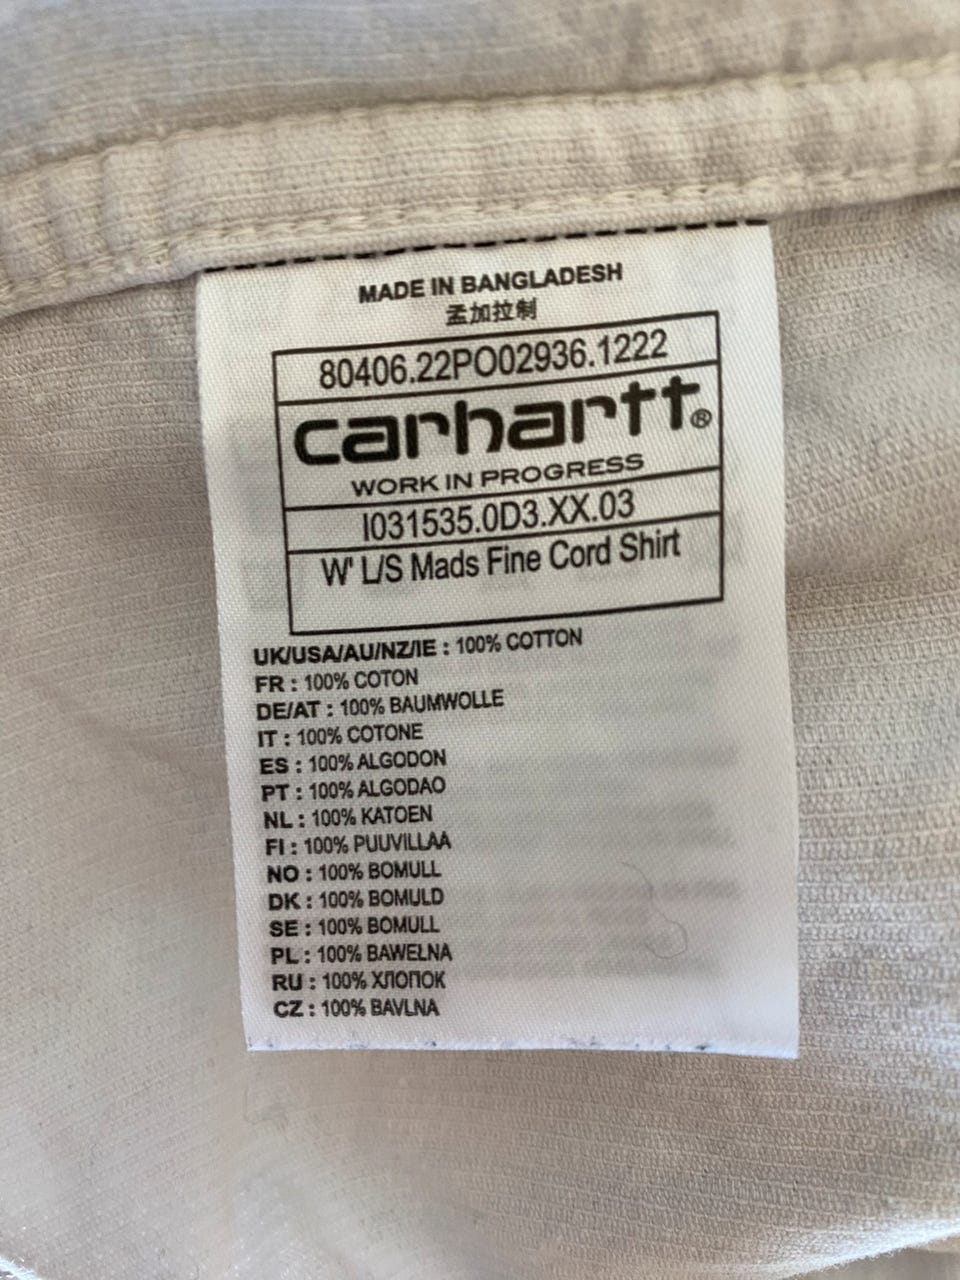 MADE IN BANGLADESH
孟加拉制
80406.22PO02936.1222
carhartt®
WORK IN PROGRESS
I031535.0D3.XX.03
W' L/S Mads Fine Cord Shirt
UK/USA/AU/NZ/IE : 100% COTTON
FR : 100% COTON
DE/AT : 100% BAUMWOLLE
IT : 100% COTONE
ES : 100% ALGODON
PT : 100% ALGODAO
NL : 100% KATOEN
FI : 100% PUUVILLAA
NO : 100% BOMULL
DK : 100% BOMULD
SE : 100% BOMULL
PL : 100% BAWEŁNA
RU : 100% ХЛОПОК
CZ : 100% BAVLNA